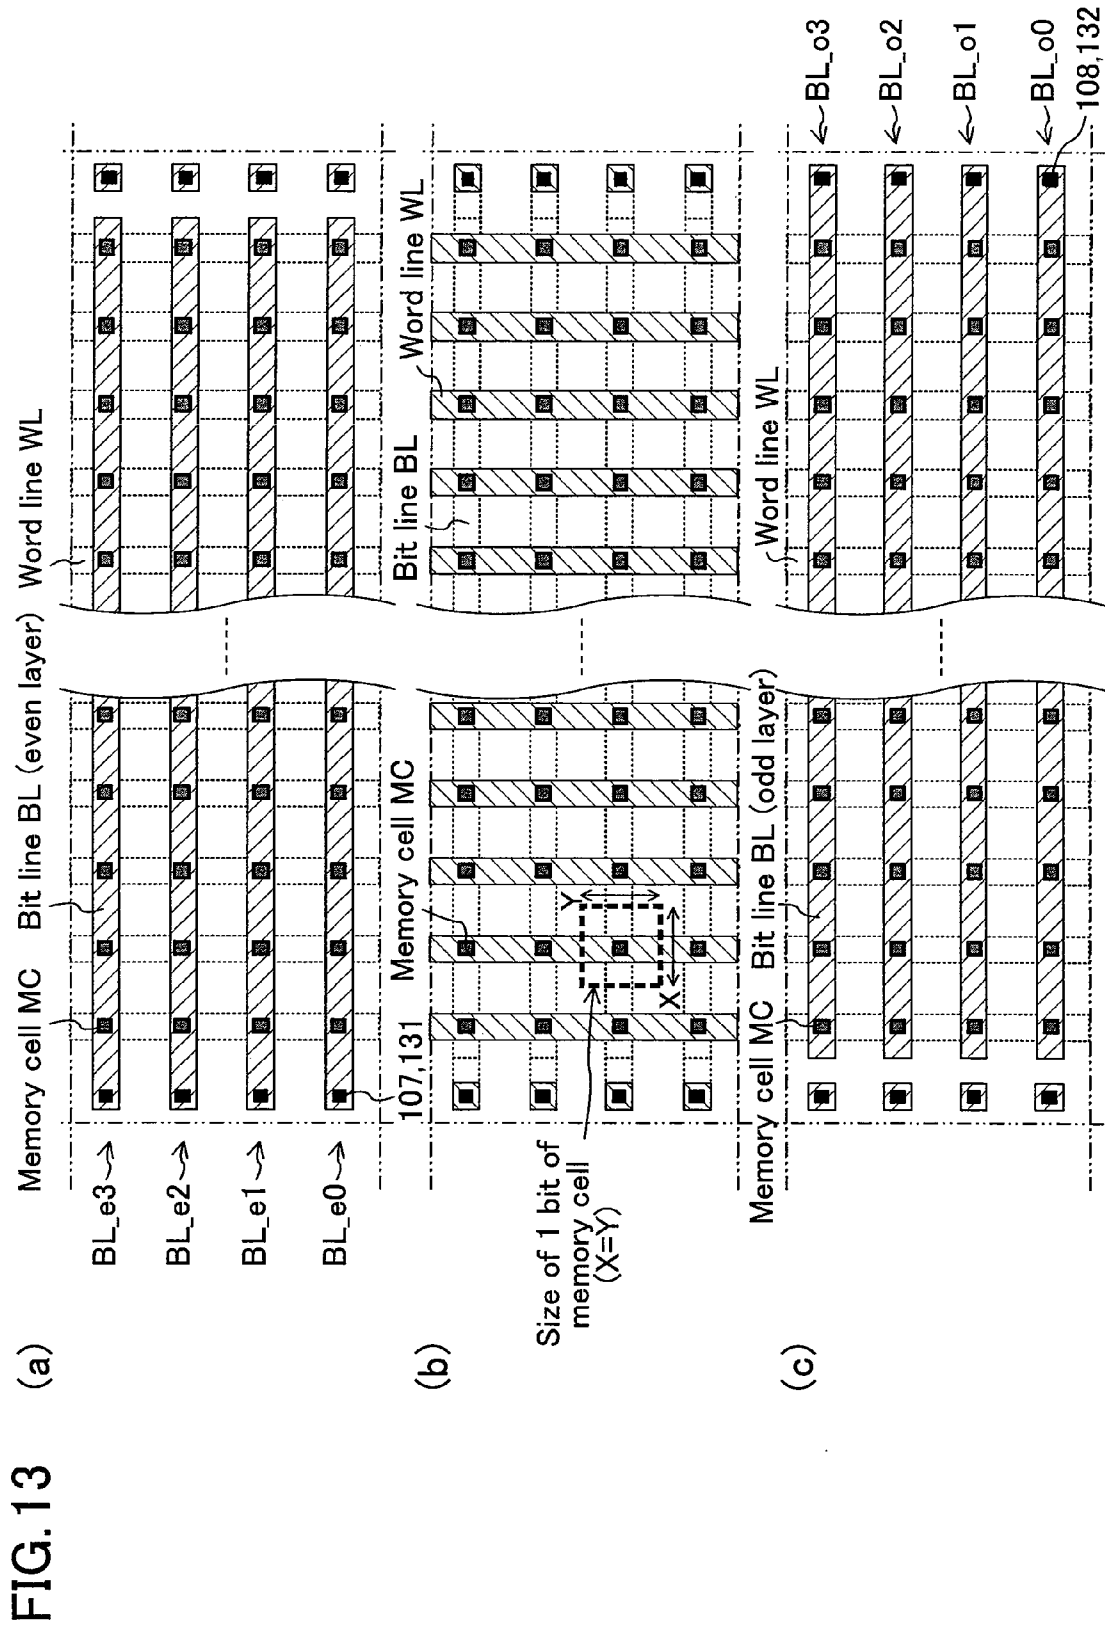 FIG. 13
(a)
Memory cell MC
Bit line BL (even layer)
Word line WL
BL_e3
BL_e2
BL_e1
BL_e0
107,131
(b)
Memory cell MC
Bit line BL
Word line WL
Size of 1 bit of
memory cell
(X=Y)
X
Y
(c)
Memory cell MC
Bit line BL (odd layer)
Word line WL
BL_o3
BL_o2
BL_o1
BL_o0
108,132